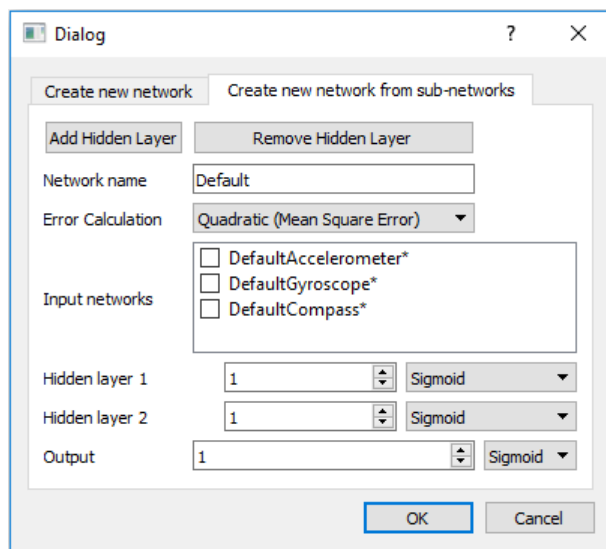 Dialog ?
Create new network Create new network from sub-networks
Add Hidden Layer Remove Hidden Layer
Network name Default
Error Calculation Quadratic (Mean Square Error)
DefaultAccelerometer*
DefaultGyroscope*
Input networks
DefaultCompass*
Hidden layer 1 1 Sigmoid
Hidden layer 2 1 Sigmoid
Output 1 Sigmoid
OK Cancel